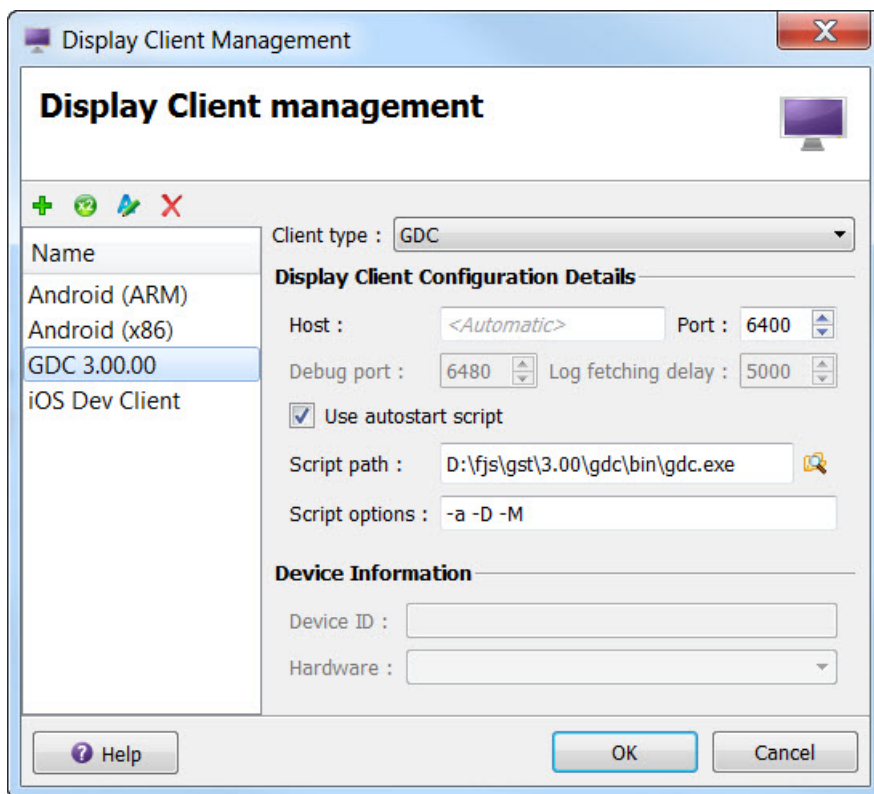 Display Client Management
Display Client management
x2
Name
Android (ARM)
Android (x86)
GDC 3.00.00
iOS Dev Client
Client type : GDC
Display Client Configuration Details
Host : <Automatic> Port : 6400
Debug port : 6480 Log fetching delay : 5000
Use autostart script
Script path : D:\fjs\gst\3.00\gdc\bin\gdc.exe
Script options : -a -D -M
Device Information
Device ID :
Hardware :
? Help OK Cancel